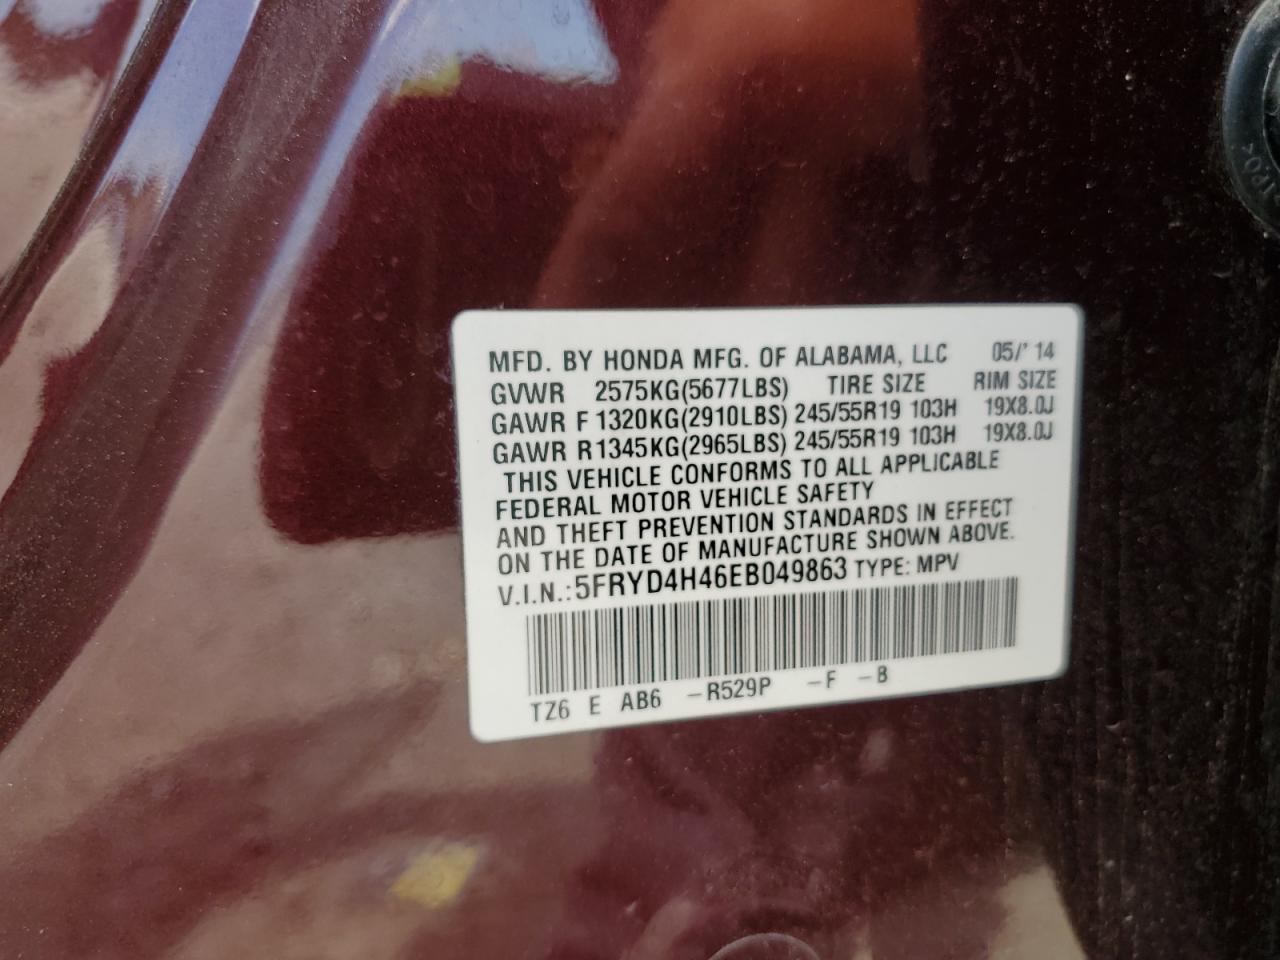 MFD. BY HONDA MFG. OF ALABAMA, LLC 05/' 14
GVWR 2575KG(5677LBS) TIRE SIZE RIM SIZE
GAWR F 1320KG(2910LBS) 245/55R19 103H 19X8.0J
GAWR R 1345KG(2965LBS) 245/55R19 103H 19X8.0J
THIS VEHICLE CONFORMS TO ALL APPLICABLE
FEDERAL MOTOR VEHICLE SAFETY
AND THEFT PREVENTION STANDARDS IN EFFECT
ON THE DATE OF MANUFACTURE SHOWN ABOVE.
V.I.N.: 5FRYD4H46EB049863 TYPE: MPV
TZ6 E AB6 -R529P -F -B